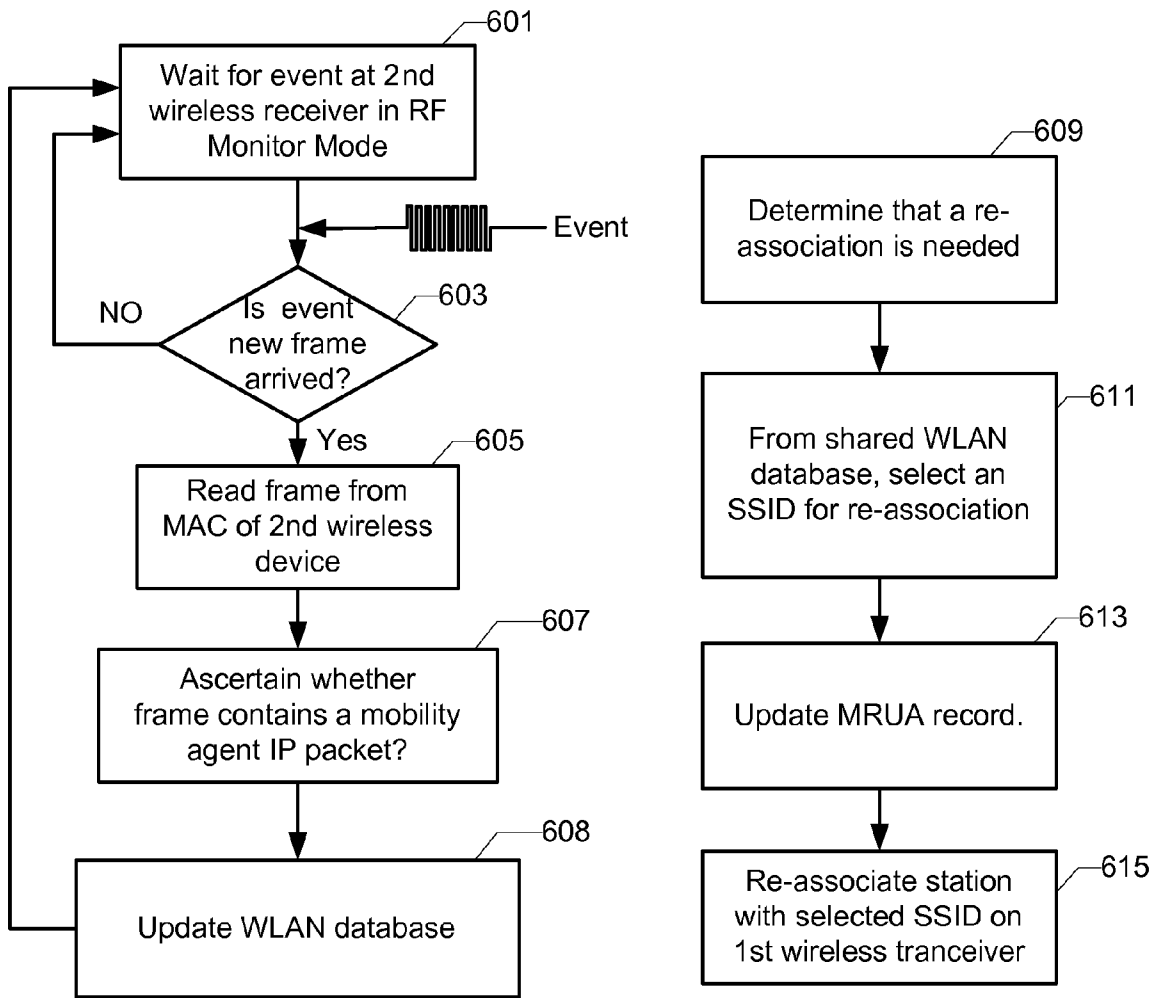 601
Wait for event at 2nd
wireless receiver in RF
Monitor Mode
Event
603
NO
Is event
new frame
arrived?
Yes
605
Read frame from
MAC of 2nd wireless
device
607
Ascertain whether
frame contains a mobility
agent IP packet?
608
Update WLAN database
609
Determine that a re-
association is needed
611
From shared WLAN
database, select an
SSID for re-association
613
Update MRUA record.
615
Re-associate station
with selected SSID on
1st wireless tranceiver